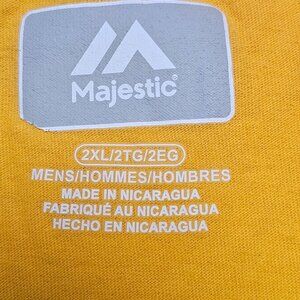 Majestic®
2XL/2TG/2EG
MENS/HOMMES/HOMBRES
MADE IN NICARAGUA
FABRIQUÉ AU NICARAGUA
HECHO EN NICARAGUA